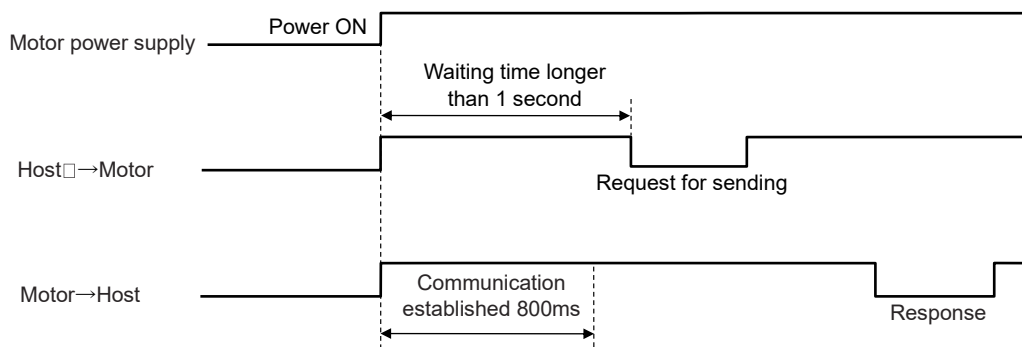 Power ON
Motor power supply
Waiting time longer
than 1 second
Host□→Motor
Request for sending
Motor→Host
Communication
established 800ms
Response